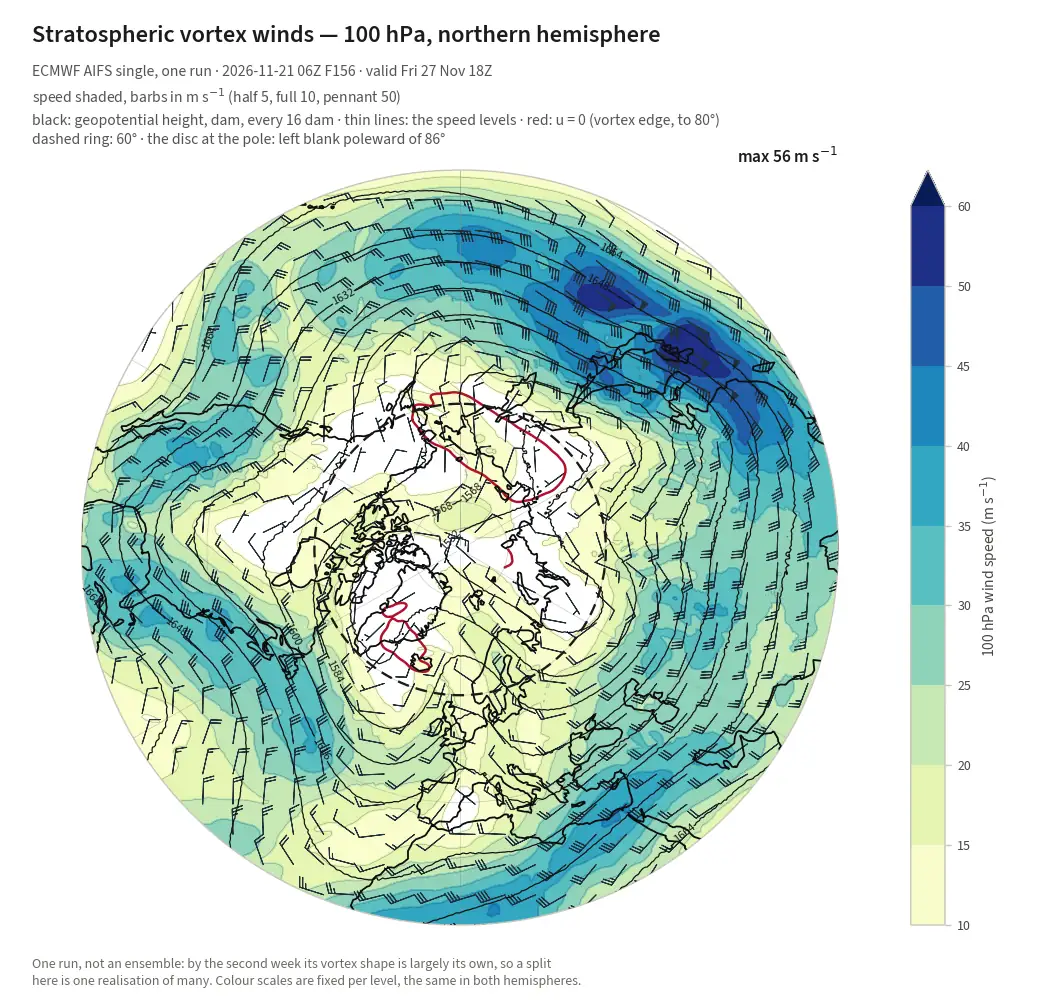 Stratospheric vortex winds — 100 hPa, northern hemisphere
ECMWF AIFS single, one run · 2026-11-21 06Z F156 · valid Fri 27 Nov 18Z
speed shaded, barbs in m s⁻¹ (half 5, full 10, pennant 50)
black: geopotential height, dam, every 16 dam · thin lines: the speed levels · red: u = 0 (vortex edge, to 80°)
dashed ring: 60° · the disc at the pole: left blank poleward of 86°
max 56 m s⁻¹
60
50
45
40
35
30
25
20
15
10
100 hPa wind speed (m s⁻¹)
1664
1632
1568
1568
1644
1600
1584
1664
One run, not an ensemble: by the second week its vortex shape is largely its own, so a split
here is one realisation of many. Colour scales are fixed per level, the same in both hemispheres.